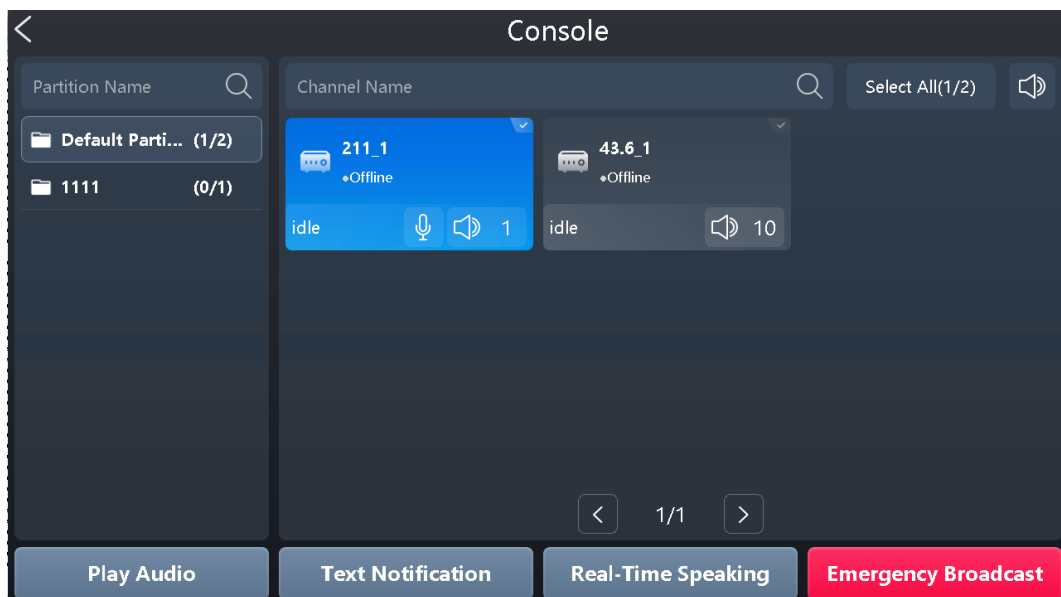 Console
Partition Name
Default Parti... (1/2)
1111 (0/1)
Channel Name
Select All(1/2)
211_1
•Offline
idle
1
43.6_1
•Offline
idle
10
1/1
Play Audio
Text Notification
Real-Time Speaking
Emergency Broadcast